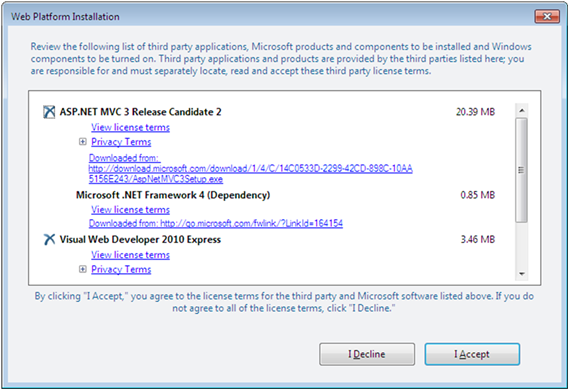 Web Platform Installation
Review the following list of third party applications, Microsoft products and components to be installed and Windows
components to be turned on. Third party applications and products are provided by the third parties listed here; you
are responsible for and must separately locate, read and accept these third party license terms.
ASP.NET MVC 3 Release Candidate 2 20.39 MB
View license terms
Privacy Terms
Downloaded from:
http://download.microsoft.com/download/1/4/C/14C0533D-2299-42CD-898C-10AA
5156E243/AspNetMVC3Setup.exe
Microsoft .NET Framework 4 (Dependency) 0.85 MB
View license terms
Downloaded from: http://go.microsoft.com/fwlink/?LinkId=164154
Visual Web Developer 2010 Express 3.46 MB
View license terms
Privacy Terms
By clicking "I Accept," you agree to the license terms for the third party and Microsoft software listed above. If you do
not agree to all of the license terms, click "I Decline."
I Decline I Accept